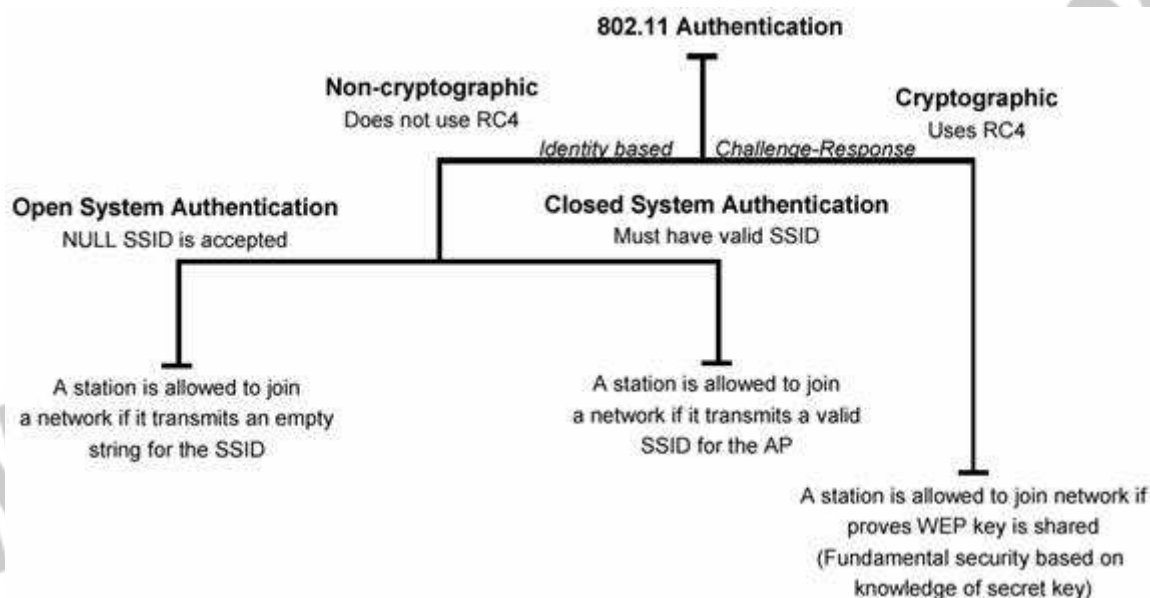 802.11 Authentication
Non-cryptographic
Does not use RC4
Cryptographic
Uses RC4
Identity based
Challenge-Response
Open System Authentication
NULL SSID is accepted
Closed System Authentication
Must have valid SSID
A station is allowed to join
a network if it transmits an empty
string for the SSID
A station is allowed to join
a network if it transmits a valid
SSID for the AP
A station is allowed to join network if
proves WEP key is shared
(Fundamental security based on
knowledge of secret key)